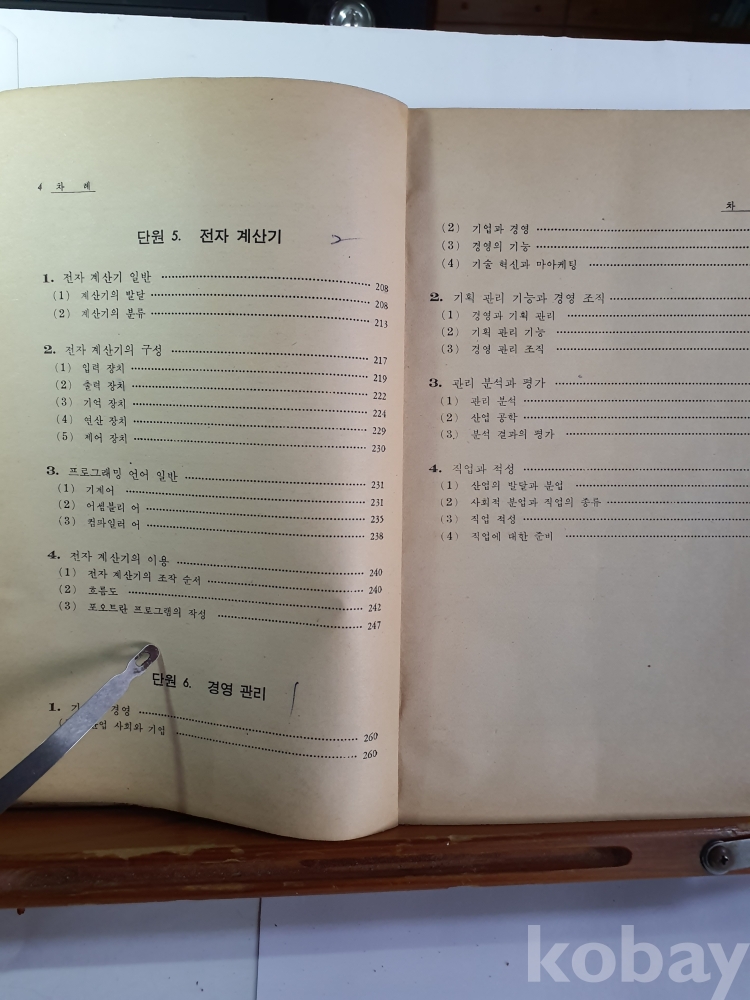 4 차 례
단원 5. 전자 계산기
1. 전자 계산기 일반 208
(1) 계산기의 발달 208
(2) 계산기의 분류 213
2. 전자 계산기의 구성 217
(1) 입력 장치 219
(2) 출력 장치 222
(3) 기억 장치 224
(4) 연산 장치 229
(5) 제어 장치 230
3. 프로그래밍 언어 일반 231
(1) 기계어 231
(2) 어셈블리 어 235
(3) 컴파일러 어 238
4. 전자 계산기의 이용 240
(1) 전자 계산기의 조작 순서 240
(2) 흐름도 242
(3) 포오트란 프로그램의 작성 247
단원 6. 경영 관리
1. 경영 260
사회와 기업 260
차
(2) 기업과 경영
(3) 경영의 기능
(4) 기술 혁신과 마아케팅
2. 기획 관리 기능과 경영 조직
(1) 경영과 기획 관리
(2) 기획 관리 기능
(3) 경영 관리 조직
3. 관리 분석과 평가
(1) 관리 분석
(2) 산업 공학
(3) 분석 결과의 평가
4. 직업과 적성
(1) 산업의 발달과 분업
(2) 사회적 분업과 직업의 종류
(3) 직업 적성
(4) 직업에 대한 준비
kobay